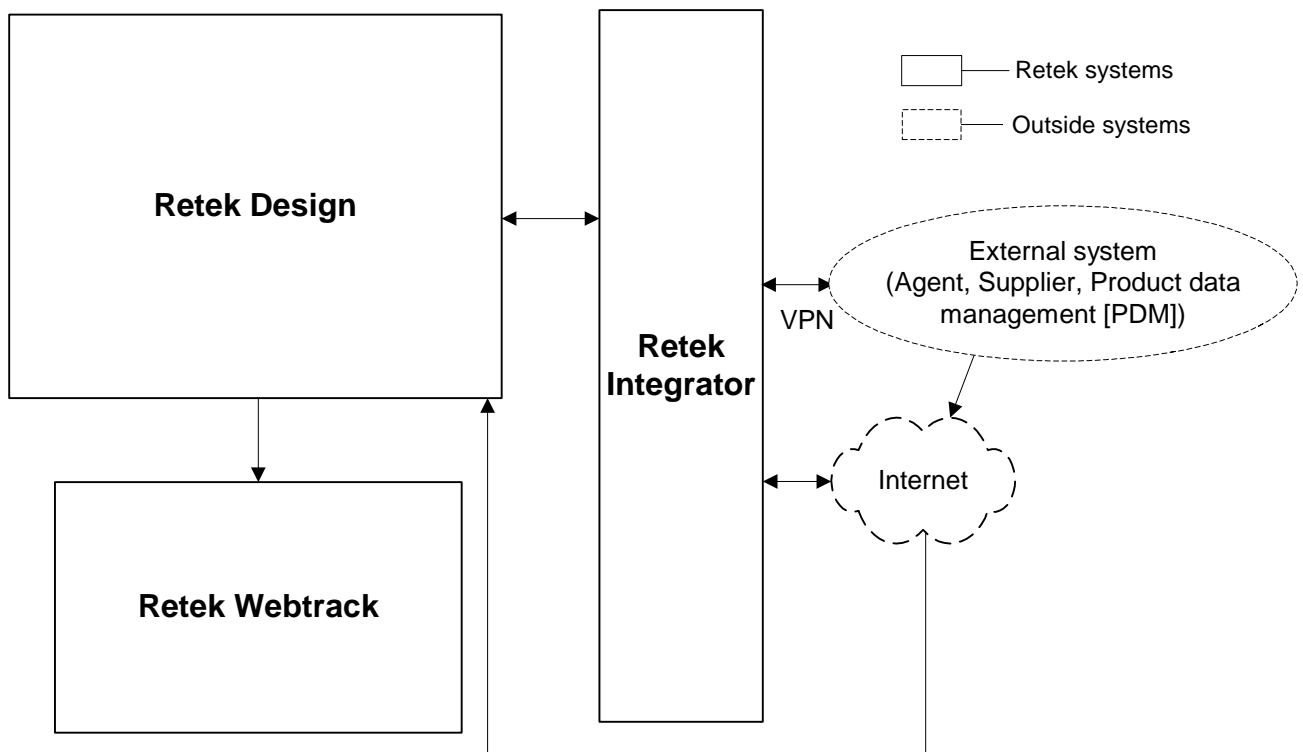 Retek Design
Retek
Integrator
Retek systems
Outside systems
External system
(Agent, Supplier, Product data
management [PDM])
VPN
Internet
Retek Webtrack